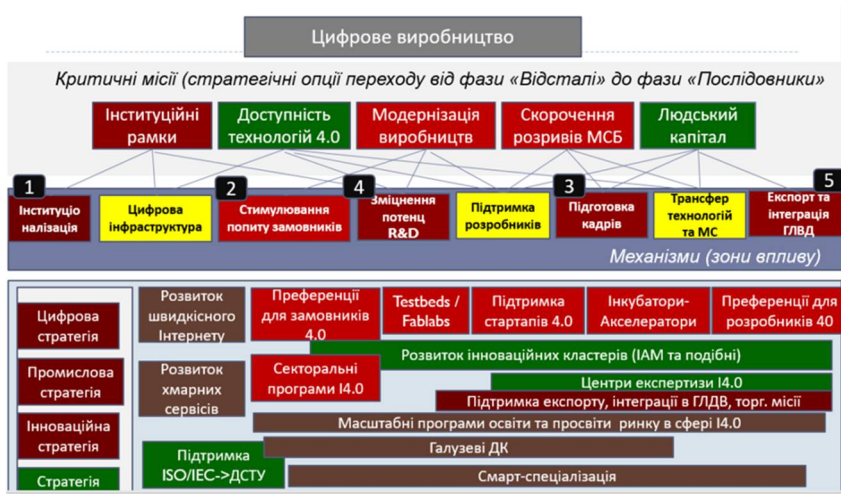 Цифрове виробництво
Критичні місії (стратегічні опції переходу від фази «Відсталі» до фази «Послідовники»
Інституційні
рамки
Доступність
технологій 4.0
Модернізація
виробництв
Скорочення
розривів МСБ
Людський
капітал
1
Інституціо
налізація
Цифрова
інфраструктура
2
Стимулювання
попиту замовників
4
Зміцнення
потенц
R&D
Підтримка
розробників
3
Підготовка
кадрів
Трансфер
технологій
та МС
5
Експорт та
інтеграція
ГЛВД
Механізми (зони впливу)
Цифрова
стратегія
Промислова
стратегія
Інноваційна
стратегія
Стратегія
Розвиток
швидкісного
Інтернету
Розвиток
хмарних
сервісів
Підтримка
ISO/IEC->ДСТУ
Преференції
для замовників
4.0
Testbeds /
Fablabs
Підтримка
стартапів 4.0
Інкубатори-
Акселератори
Преференції для
розробників 40
Розвиток інноваційних кластерів (ІАМ та подібні)
Секторальні
програми І4.0
Центри експертизи І4.0
Підтримка експорту, інтеграції в ГЛДВ, торг. місії
Масштабні програми освіти та просвіти ринку в сфері І4.0
Галузеві ДК
Смарт-спеціалізація